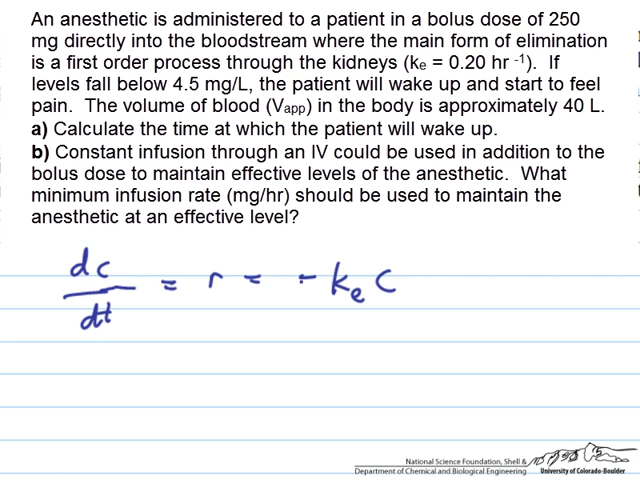 An anesthetic is administered to a patient in a bolus dose of 250
mg directly into the bloodstream where the main form of elimination
is a first order process through the kidneys (ke = 0.20 hr -1). If
levels fall below 4.5 mg/L, the patient will wake up and start to feel
pain. The volume of blood (Vapp) in the body is approximately 40 L.
a) Calculate the time at which the patient will wake up.
b) Constant infusion through an IV could be used in addition to the
bolus dose to maintain effective levels of the anesthetic. What
minimum infusion rate (mg/hr) should be used to maintain the
anesthetic at an effective level?
dc/dt = r = -keC
National Science Foundation, Shell &
Department of Chemical and Biological Engineering
University of Colorado-Boulder